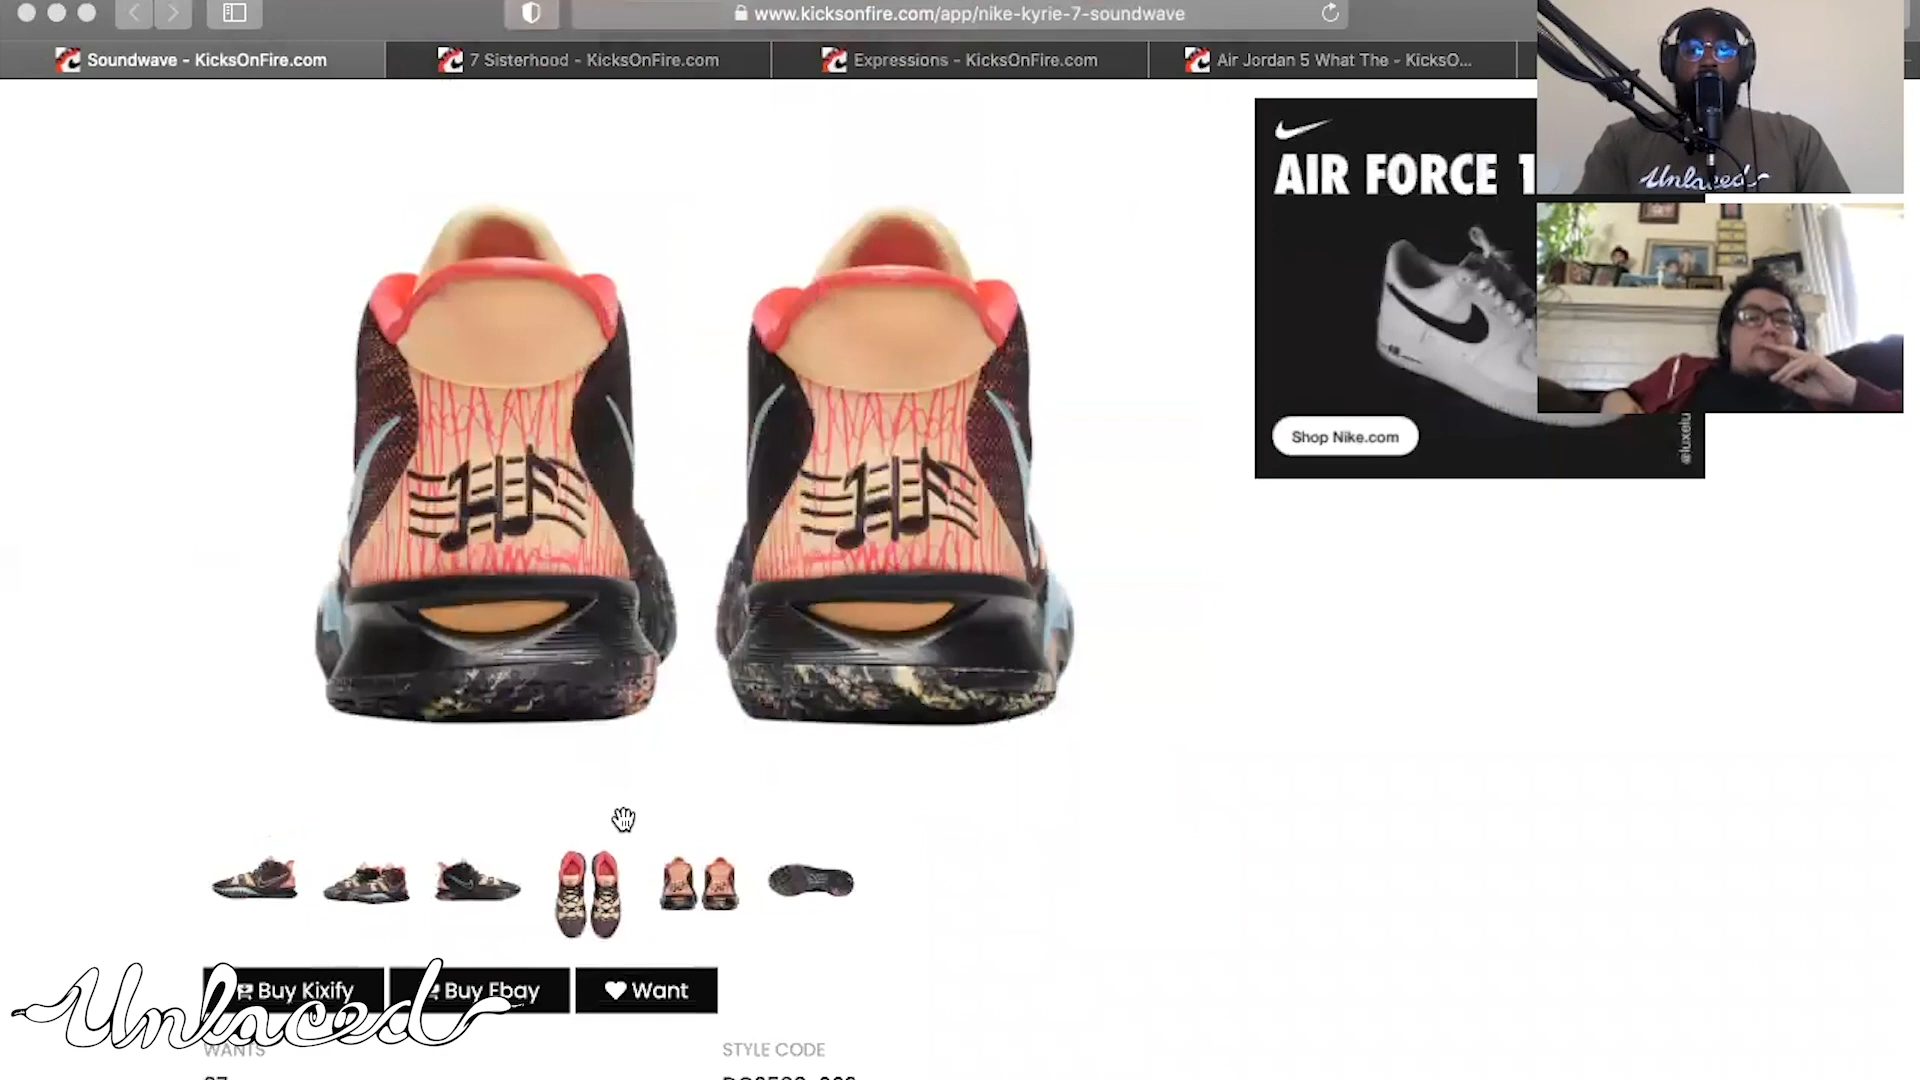 www.kicksonfire.com/app/nike-kyrie-7-soundwave
Soundwave - KicksOnFire.com
7 Sisterhood - KicksOnFire.com
Expressions - KicksOnFire.com
Air Jordan 5 What The - KicksO...
AIR FORCE 1
Unlaced
Shop Nike.com
Buy Kixify
Buy Ebay
Want
Unlaced
WANTS
STYLE CODE